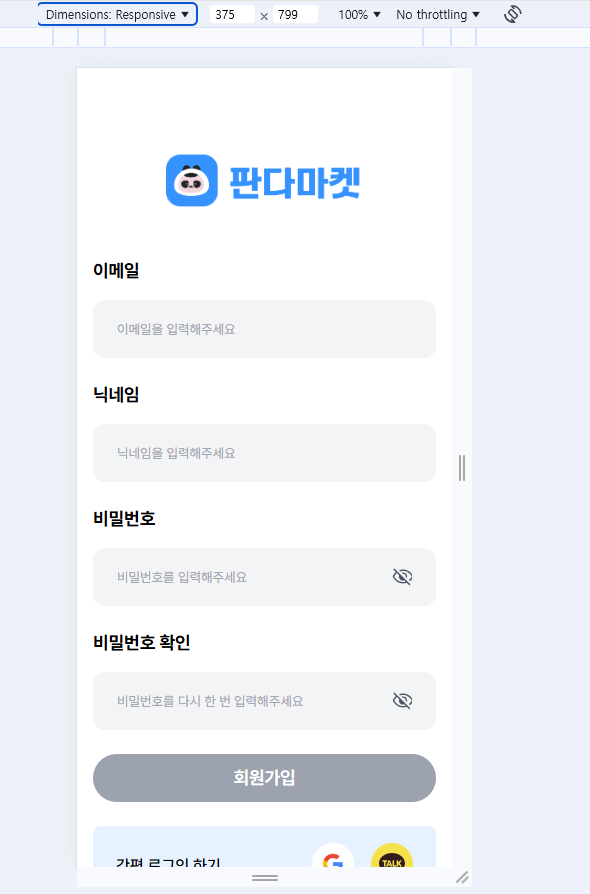 Dimensions: Responsive ▼ 375 × 799 100% ▼ No throttling ▼
판다마켓
이메일
이메일을 입력해주세요
닉네임
닉네임을 입력해주세요
비밀번호
비밀번호를 입력해주세요
비밀번호 확인
비밀번호를 다시 한 번 입력해주세요
회원가입
간편 로그인 하기
TALK